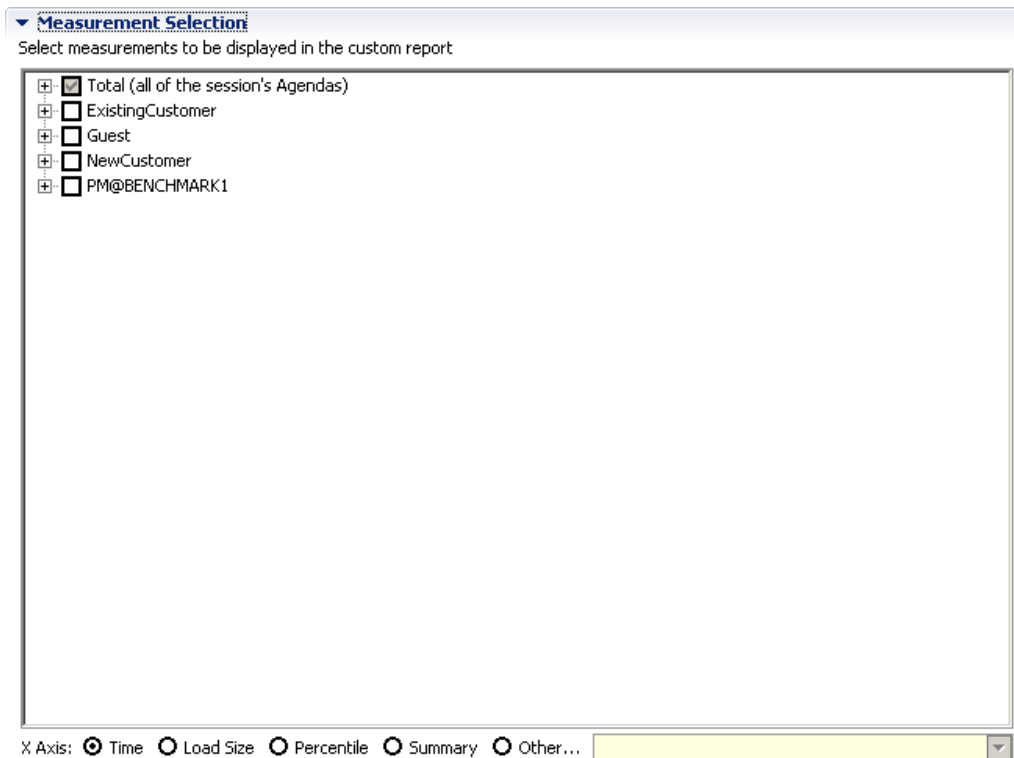 Measurement Selection
Select measurements to be displayed in the custom report
Total (all of the session's Agendas)
ExistingCustomer
Guest
NewCustomer
PM@BENCHMARK1
X Axis: Time Load Size Percentile Summary Other...